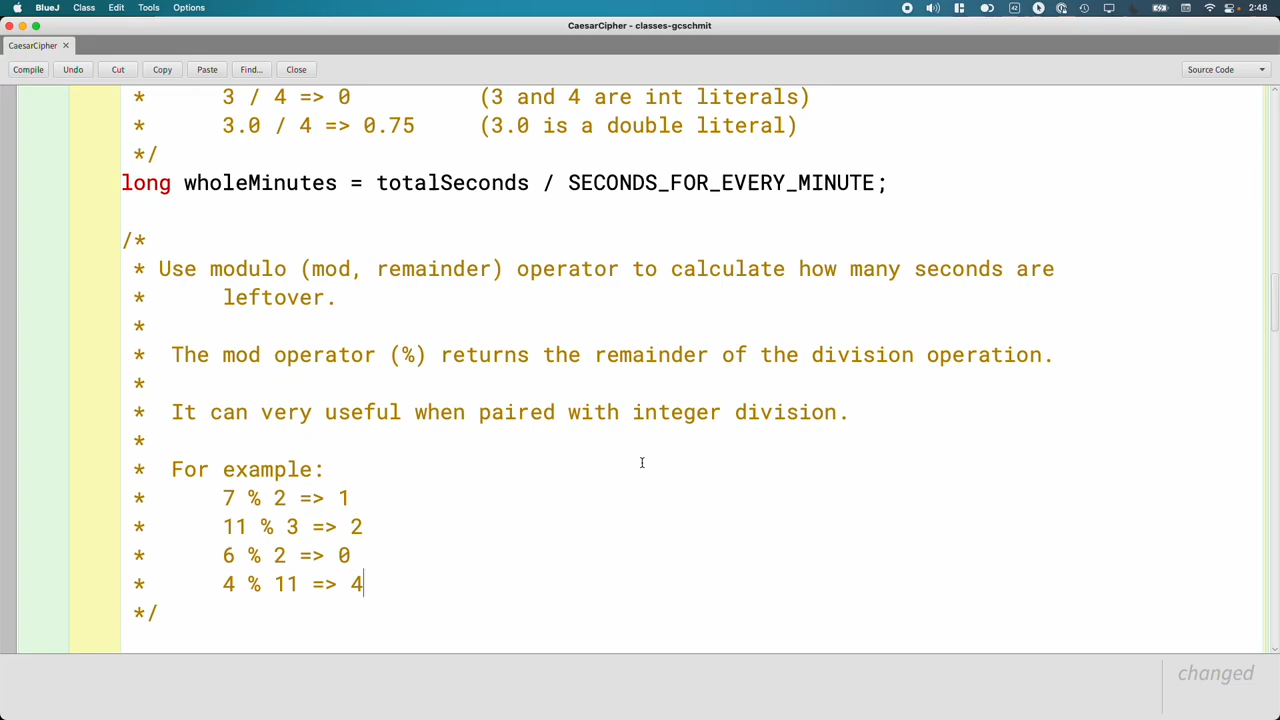 BlueJ Class Edit Tools Options 2:48
CaesarCipher - classes-gcschmit
CaesarCipher ×
Compile Undo Cut Copy Paste Find... Close Source Code
* 3 / 4 => 0 (3 and 4 are int literals)
* 3.0 / 4 => 0.75 (3.0 is a double literal)
*/
long wholeMinutes = totalSeconds / SECONDS_FOR_EVERY_MINUTE;
/*
* Use modulo (mod, remainder) operator to calculate how many seconds are
* leftover.
*
* The mod operator (%) returns the remainder of the division operation.
*
* It can very useful when paired with integer division.
*
* For example:
* 7 % 2 => 1
* 11 % 3 => 2
* 6 % 2 => 0
* 4 % 11 => 4
*/
changed